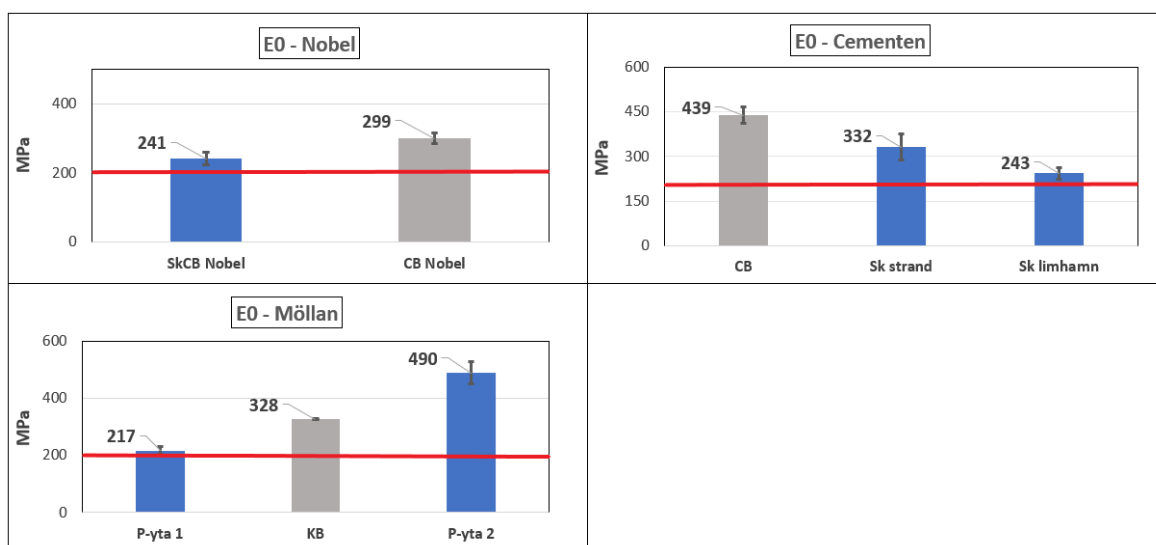 E0 - Nobel
MPa
400
200
0
241
299
SkCB Nobel
CB Nobel
E0 - Cementen
MPa
600
450
300
150
0
439
332
243
CB
Sk strand
Sk limhamn
E0 - Möllan
MPa
600
400
200
0
217
328
490
P-yta 1
KB
P-yta 2